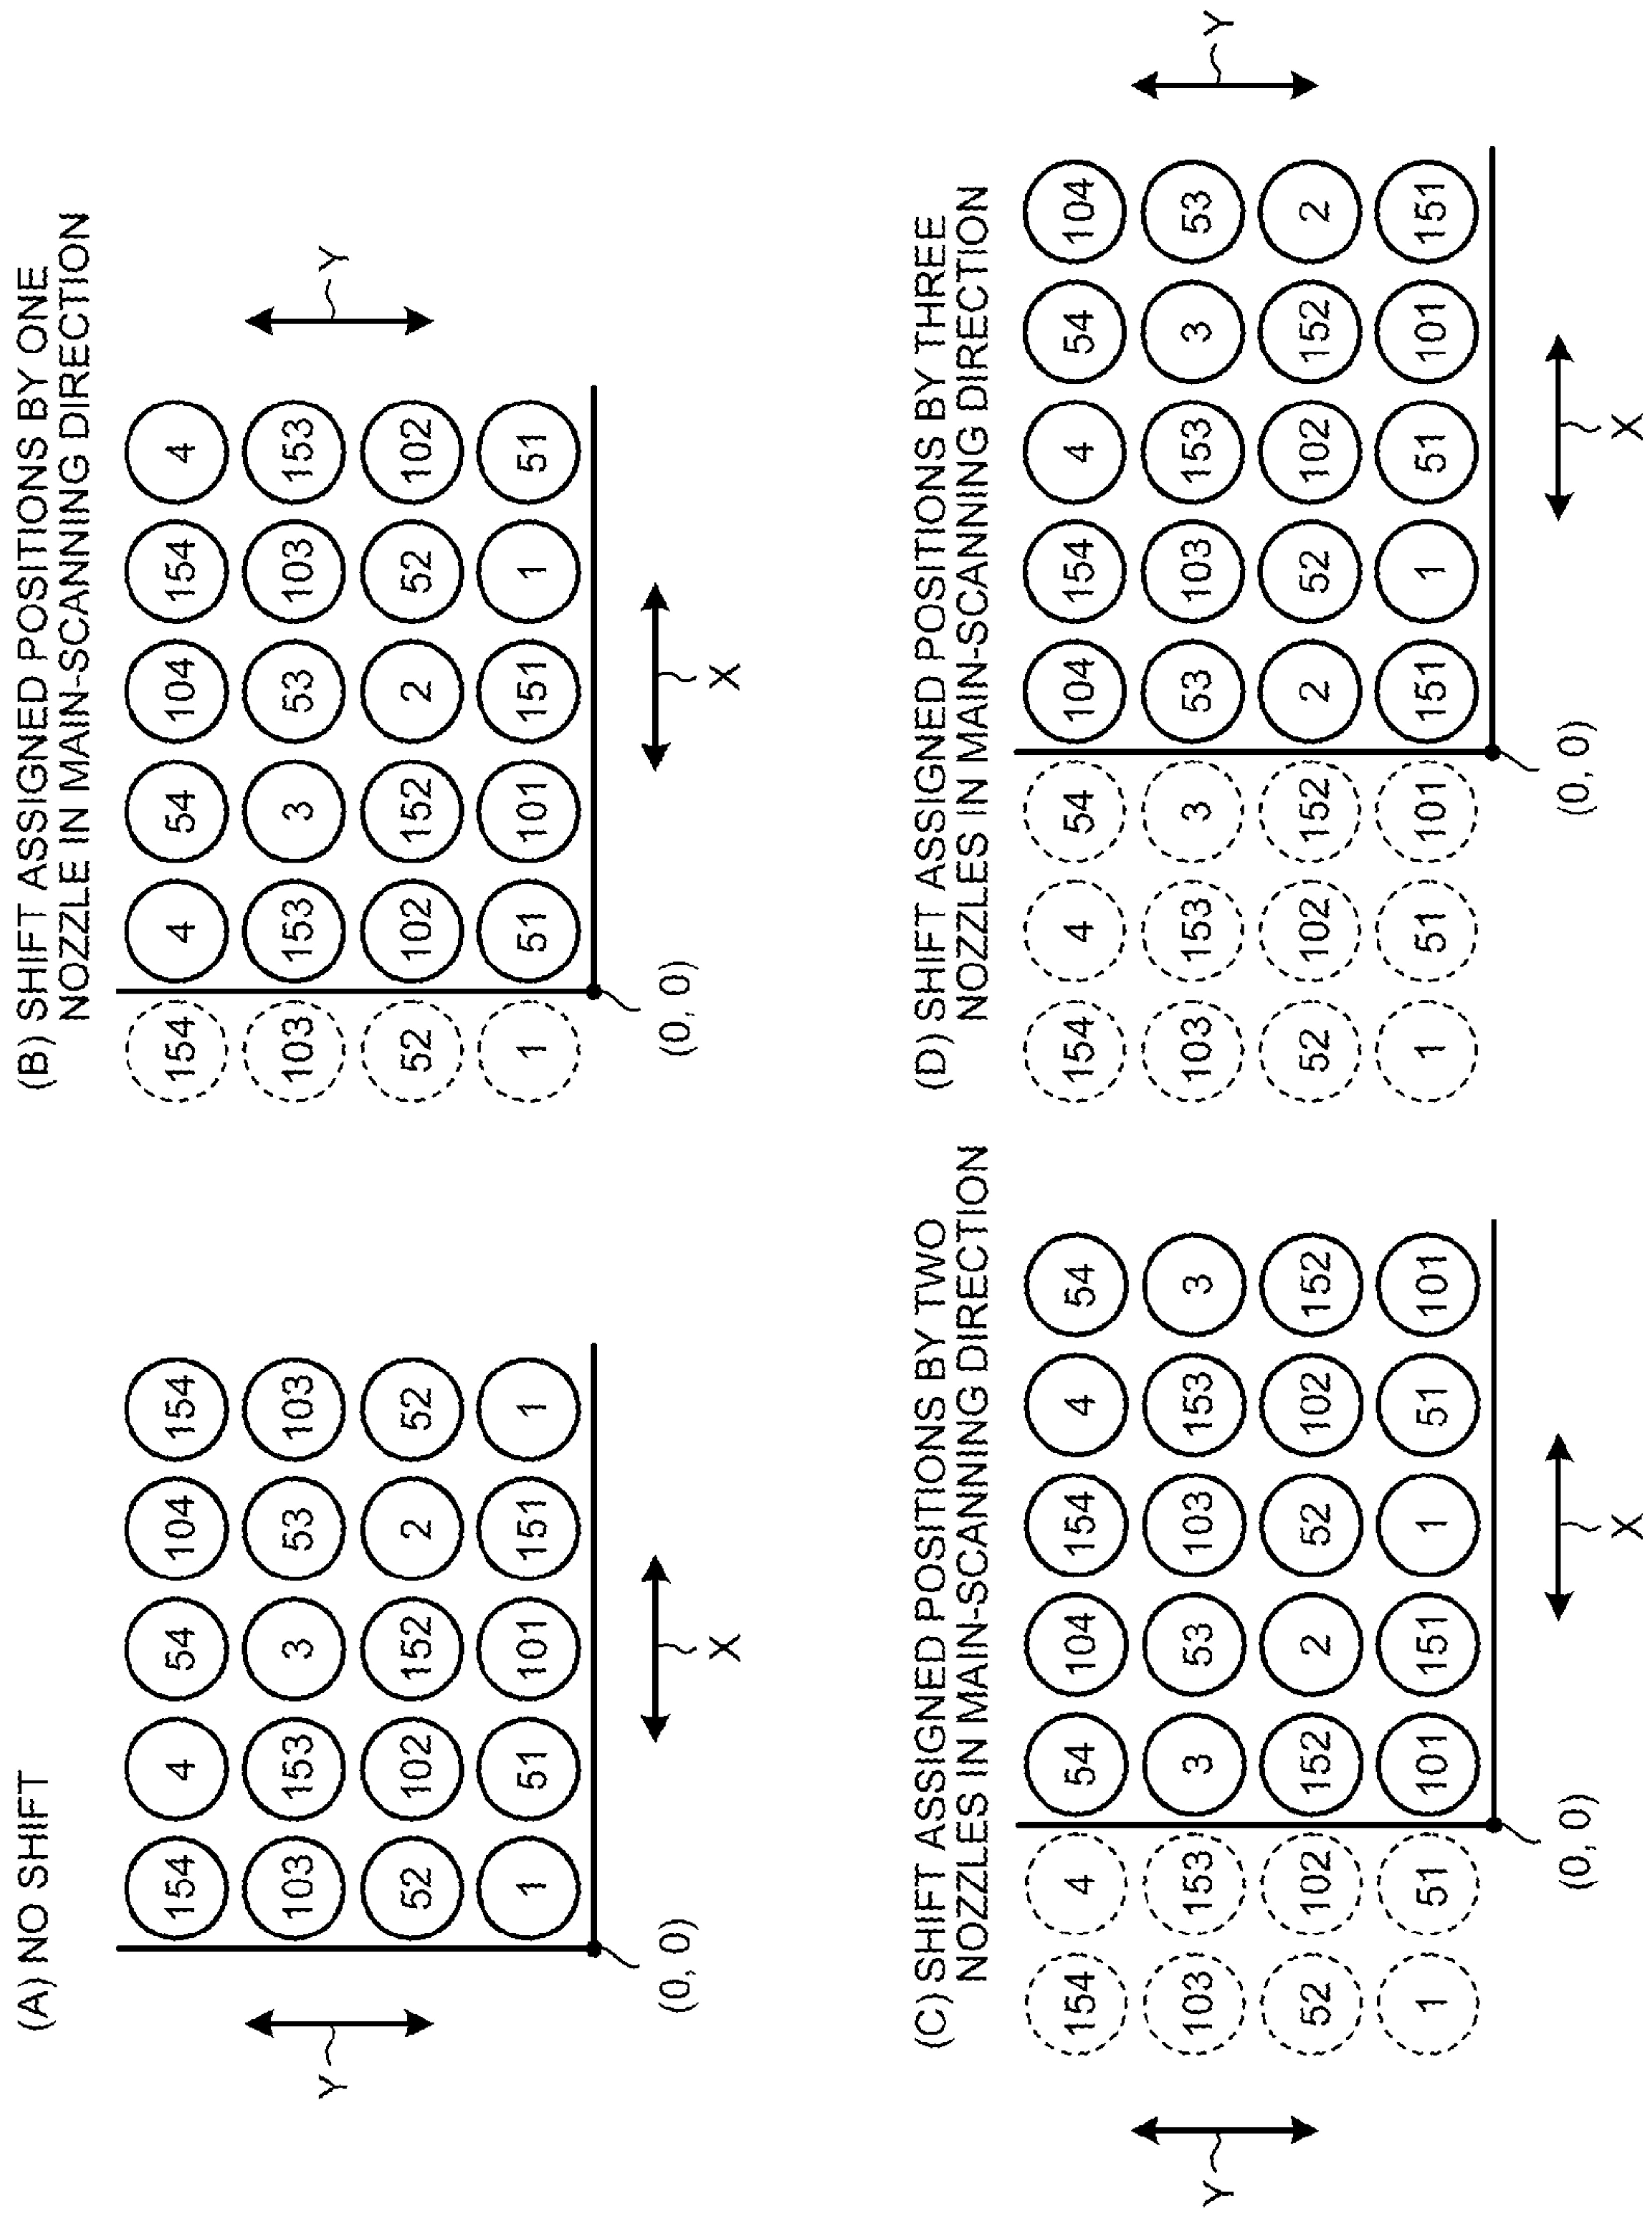 (A) NO SHIFT
154 4 54 104 154
103 153 3 53 103
52 102 152 2 52
1 51 101 151 1
Y
(0, 0)
X
(B) SHIFT ASSIGNED POSITIONS BY ONE
NOZZLE IN MAIN-SCANNING DIRECTION
154 4 54 104 154 4
103 153 3 53 103 153
52 102 152 2 52 102
1 51 101 151 1 51
Y
(0, 0)
X
(C) SHIFT ASSIGNED POSITIONS BY TWO
NOZZLES IN MAIN-SCANNING DIRECTION
154 4 54 104 154 4 54
103 153 3 53 103 153 3
52 102 152 2 52 102 152
1 51 101 151 1 51 101
Y
(0, 0)
X
(D) SHIFT ASSIGNED POSITIONS BY THREE
NOZZLES IN MAIN-SCANNING DIRECTION
154 4 54 104 154 4 54 104
103 153 3 53 103 153 3 53
52 102 152 2 52 102 152 2
1 51 101 151 1 51 101 151
Y
(0, 0)
X